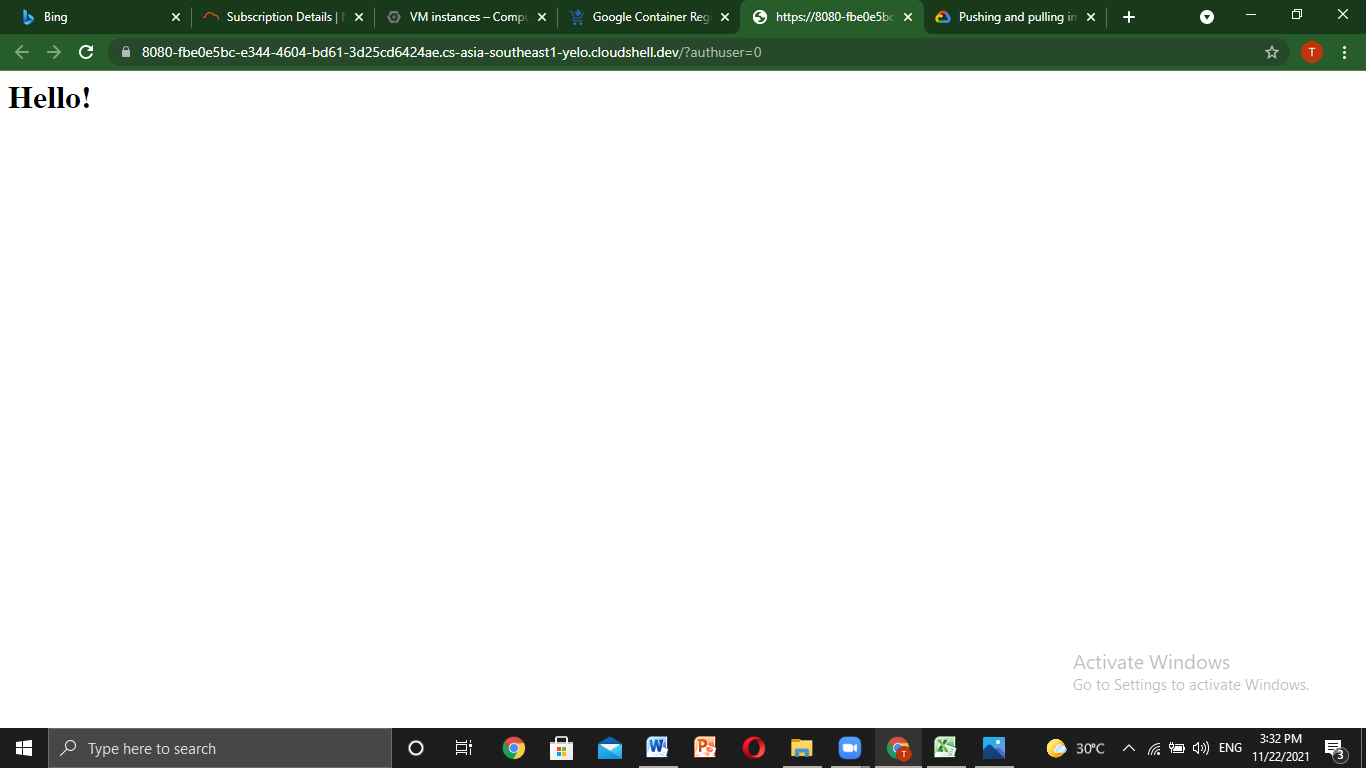 Bing
Subscription Details |
VM instances – Compu
Google Container Reg
https://8080-fbe0e5bc
Pushing and pulling im
8080-fbe0e5bc-e344-4604-bd61-3d25cd6424ae.cs-asia-southeast1-yelo.cloudshell.dev/?authuser=0
T
Hello!
Activate Windows
Go to Settings to activate Windows.
Type here to search
30°C
ENG
3:32 PM
11/22/2021
3